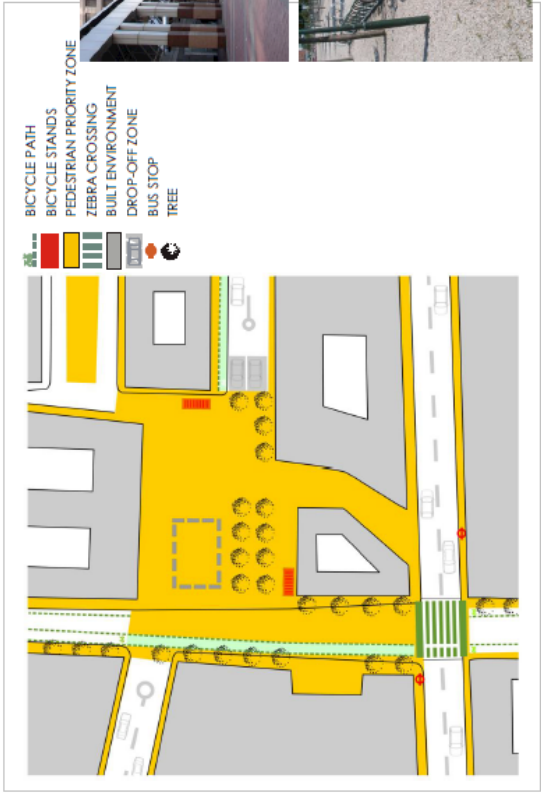 BICYCLE PATH
BICYCLE STANDS
PEDESTRIAN PRIORITY ZONE
ZEBRA CROSSING
BUILT ENVIRONMENT
DROP-OFF ZONE
BUS STOP
TREE